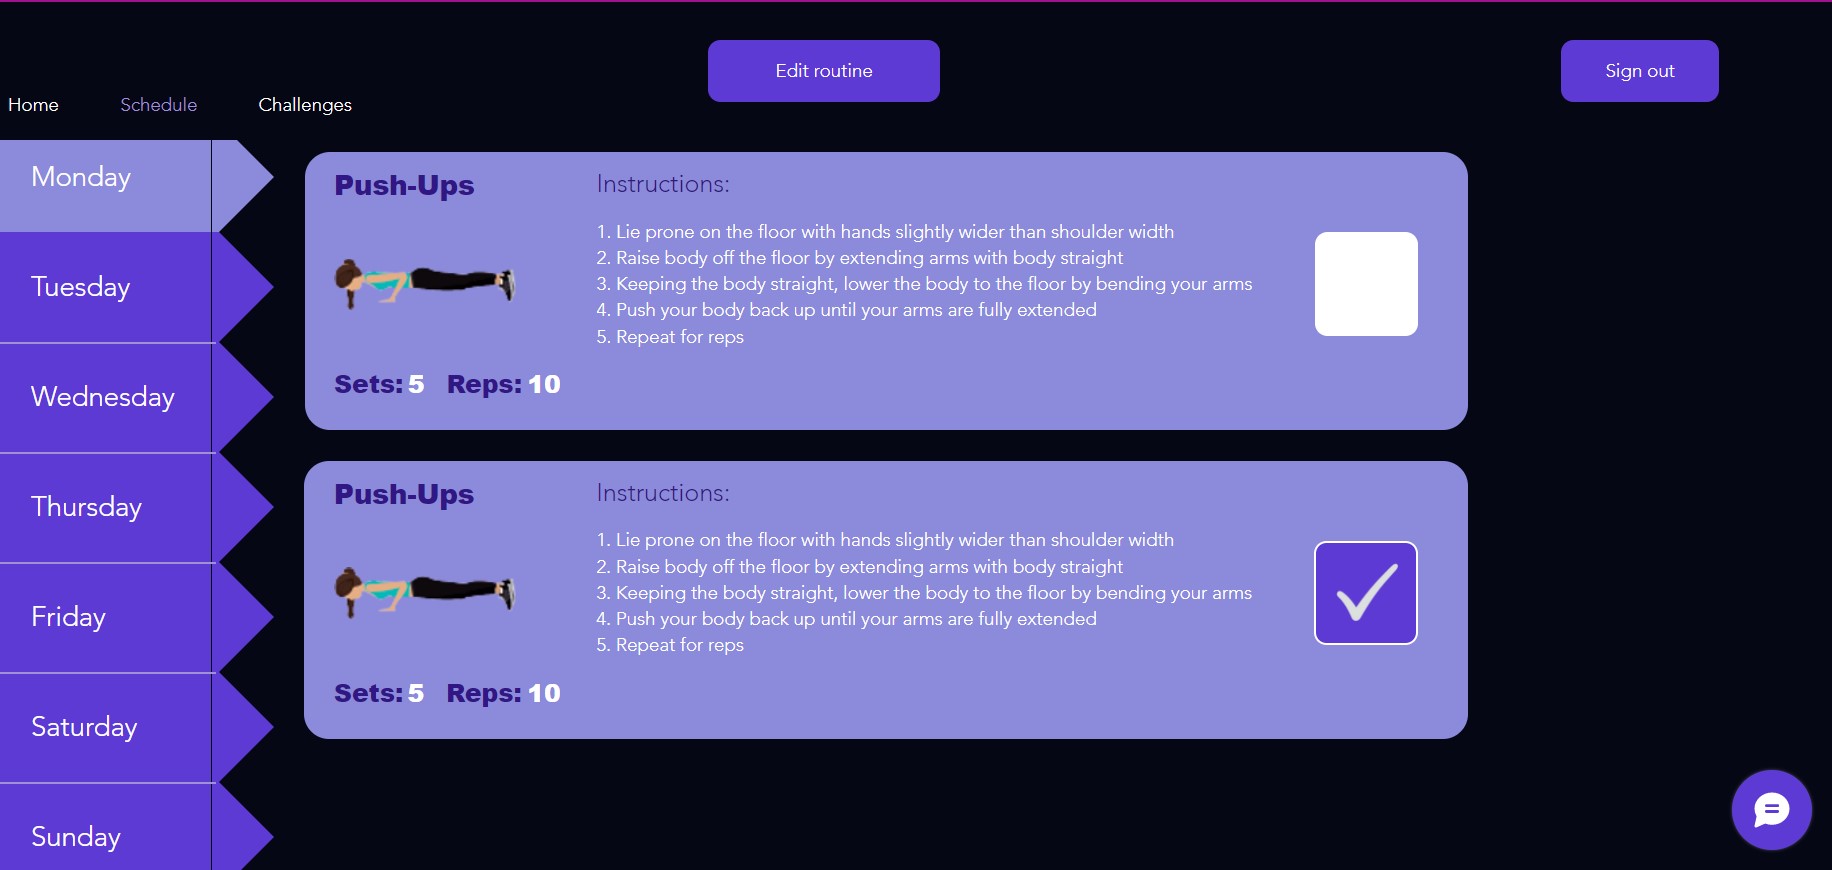 Edit routine
Sign out
Home
Schedule
Challenges
Monday
Tuesday
Wednesday
Thursday
Friday
Saturday
Sunday
Push-Ups
Instructions:
1. Lie prone on the floor with hands slightly wider than shoulder width
2. Raise body off the floor by extending arms with body straight
3. Keeping the body straight, lower the body to the floor by bending your arms
4. Push your body back up until your arms are fully extended
5. Repeat for reps
Sets: 5 Reps: 10
Push-Ups
Instructions:
1. Lie prone on the floor with hands slightly wider than shoulder width
2. Raise body off the floor by extending arms with body straight
3. Keeping the body straight, lower the body to the floor by bending your arms
4. Push your body back up until your arms are fully extended
5. Repeat for reps
Sets: 5 Reps: 10